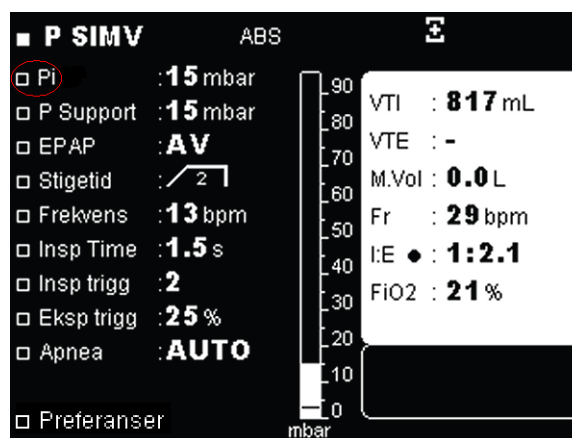 P SIMV ABS
Pi :15 mbar
P Support :15 mbar
EPAP :AV
Stigetid : 2
Frekvens :13 bpm
Insp Time :1.5 s
Insp trigg :2
Eksp trigg :25 %
Apnea :AUTO
Preferanser
90
80
70
60
50
40
30
20
10
0
mbar
VTI : 817 mL
VTE : -
M.Vol : 0.0 L
Fr : 29 bpm
I:E ● : 1:2.1
FiO2 : 21 %